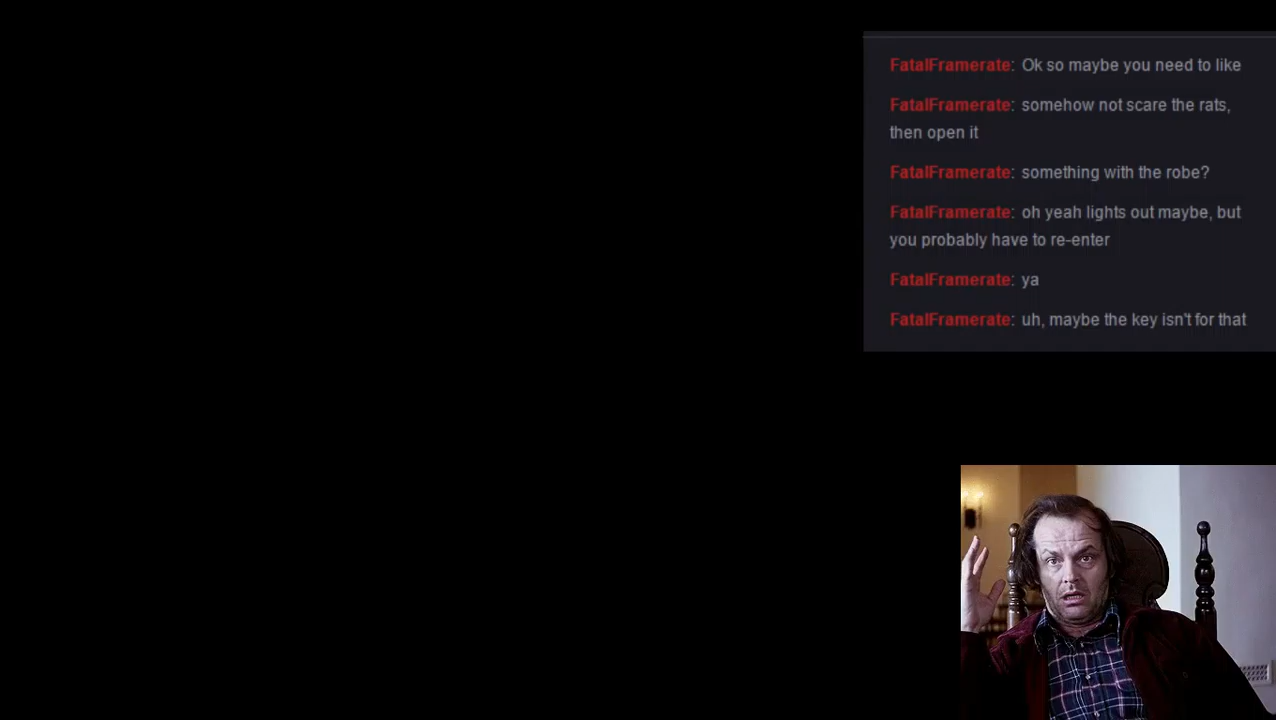 FatalFramerate: Ok so maybe you need to like
FatalFramerate: somehow not scare the rats,
then open it
FatalFramerate: something with the robe?
FatalFramerate: oh yeah lights out maybe, but
you probably have to re-enter
FatalFramerate: ya
FatalFramerate: uh, maybe the key isn't for that